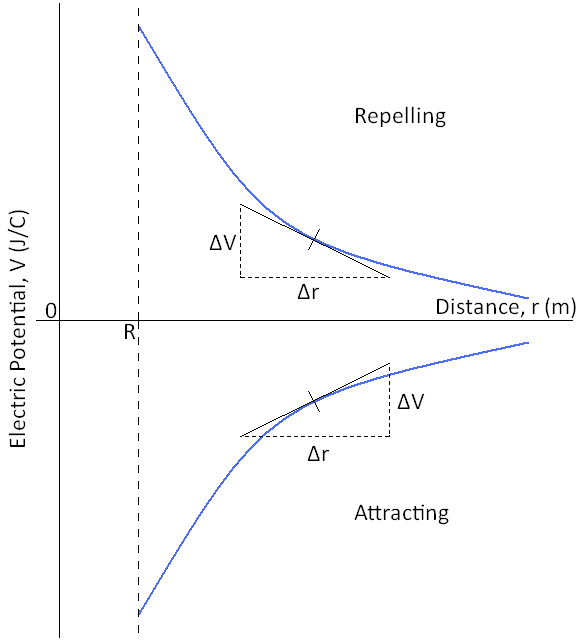 Repelling
ΔV
Δr
Electric Potential, V (J/C)
0
Distance, r (m)
R
ΔV
Δr
Attracting